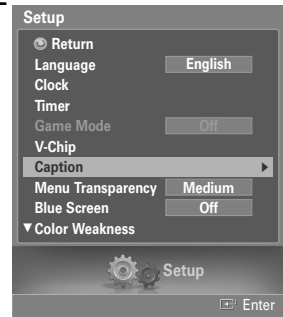 Setup
Return
Language English
Clock
Timer
Game Mode Off
V-Chip
Caption
Menu Transparency Medium
Blue Screen Off
Color Weakness
Setup
Enter